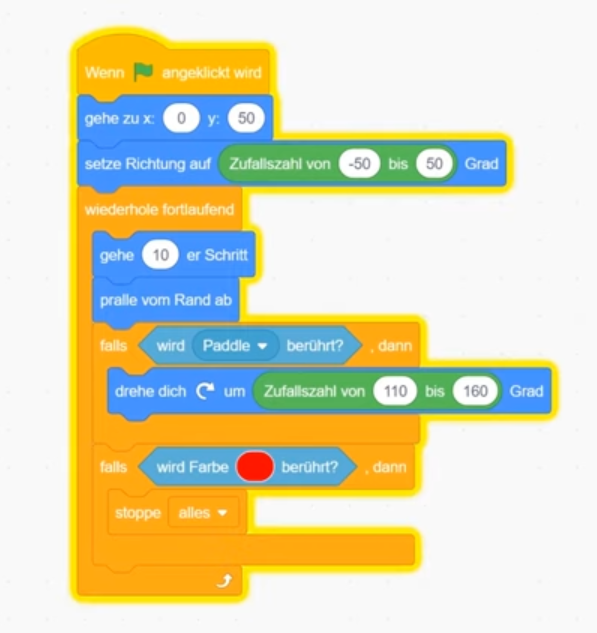 Wenn angeklickt wird
gehe zu x: 0 y: 50
setze Richtung auf Zufallszahl von -50 bis 50 Grad
wiederhole fortlaufend
gehe 10 er Schritt
pralle vom Rand ab
falls wird Paddle berührt? , dann
drehe dich um Zufallszahl von 110 bis 160 Grad
falls wird Farbe berührt? , dann
stoppe alles